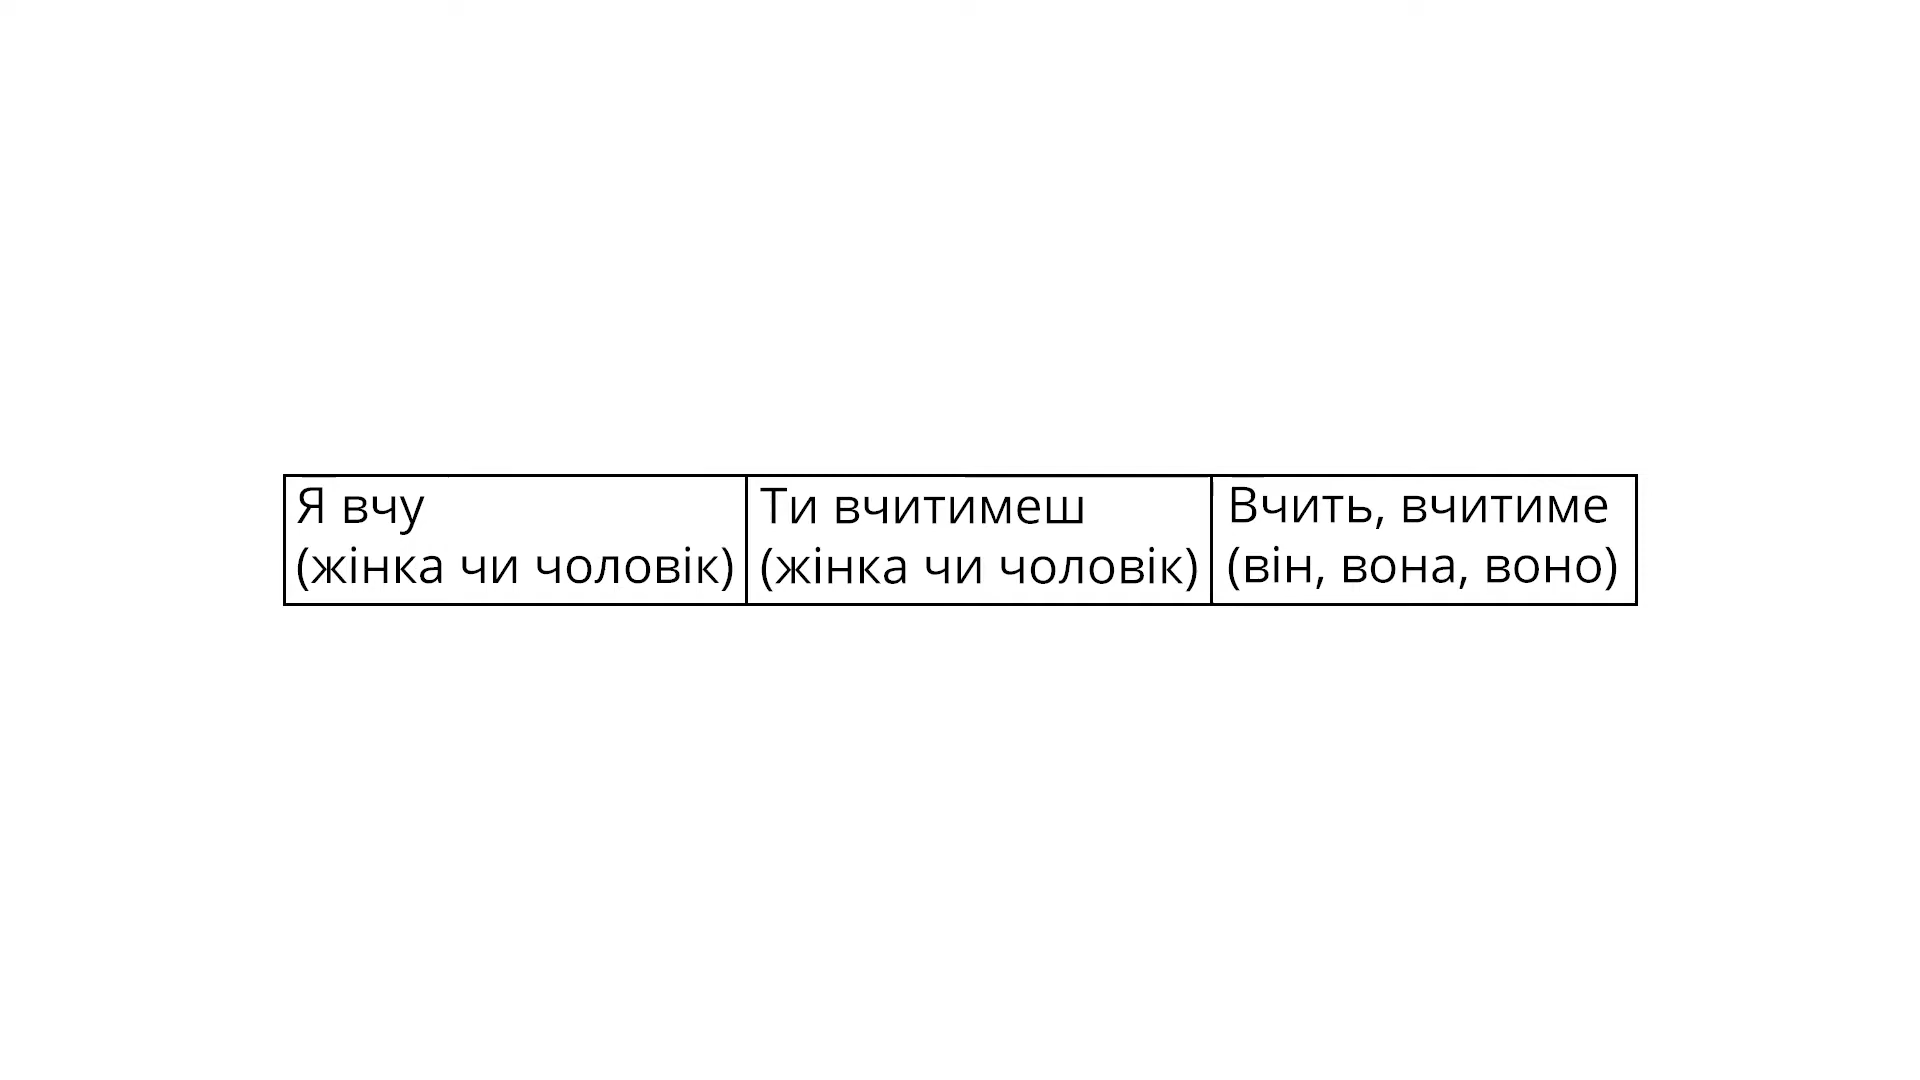 Я вчу
(жінка чи чоловік)
Ти вчитимеш
(жінка чи чоловік)
Вчить, вчитиме
(він, вона, воно)